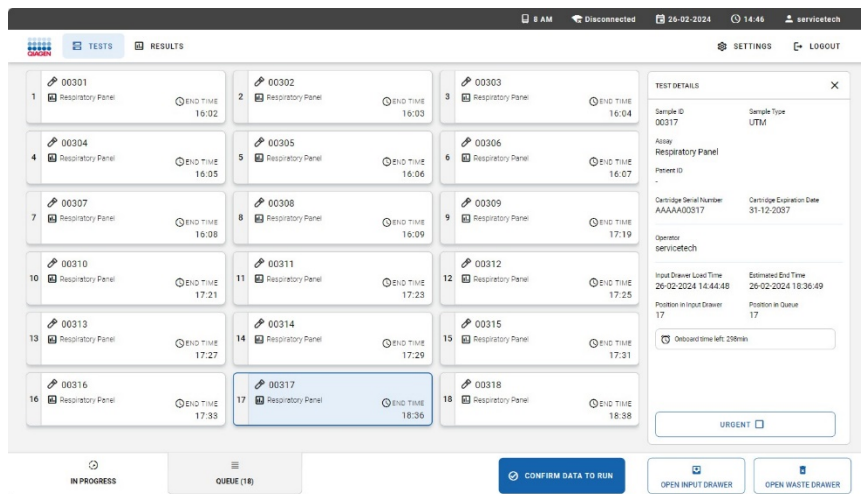 8 AM Disconnected 26-02-2024 14:46 servicetech
QIAGEN TESTS RESULTS SETTINGS LOGOUT
1 00301 Respiratory Panel END TIME 16:02
2 00302 Respiratory Panel END TIME 16:03
3 00303 Respiratory Panel END TIME 16:04
4 00304 Respiratory Panel END TIME 16:05
5 00305 Respiratory Panel END TIME 16:06
6 00306 Respiratory Panel END TIME 16:07
7 00307 Respiratory Panel END TIME 16:08
8 00308 Respiratory Panel END TIME 16:09
9 00309 Respiratory Panel END TIME 17:19
10 00310 Respiratory Panel END TIME 17:21
11 00311 Respiratory Panel END TIME 17:23
12 00312 Respiratory Panel END TIME 17:25
13 00313 Respiratory Panel END TIME 17:27
14 00314 Respiratory Panel END TIME 17:29
15 00315 Respiratory Panel END TIME 17:31
16 00316 Respiratory Panel END TIME 17:33
17 00317 Respiratory Panel END TIME 18:36
18 00318 Respiratory Panel END TIME 18:38
TEST DETAILS
Sample ID Sample Type
00317 UTM
Assay
Respiratory Panel
Patient ID
-
Cartridge Serial Number Cartridge Expiration Date
AAAAA00317 31-12-2037
Operator
servicetech
Input Drawer Load Time Estimated End Time
26-02-2024 14:44:48 26-02-2024 18:36:49
Position in Input Drawer Position in Queue
17 17
Onboard time left: 298min
URGENT
IN PROGRESS QUEUE (18) CONFIRM DATA TO RUN OPEN INPUT DRAWER OPEN WASTE DRAWER